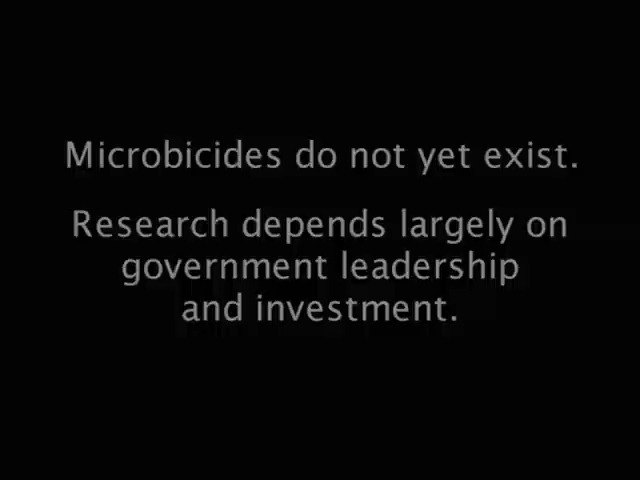 Microbicides do not yet exist.
Research depends largely on
government leadership
and investment.